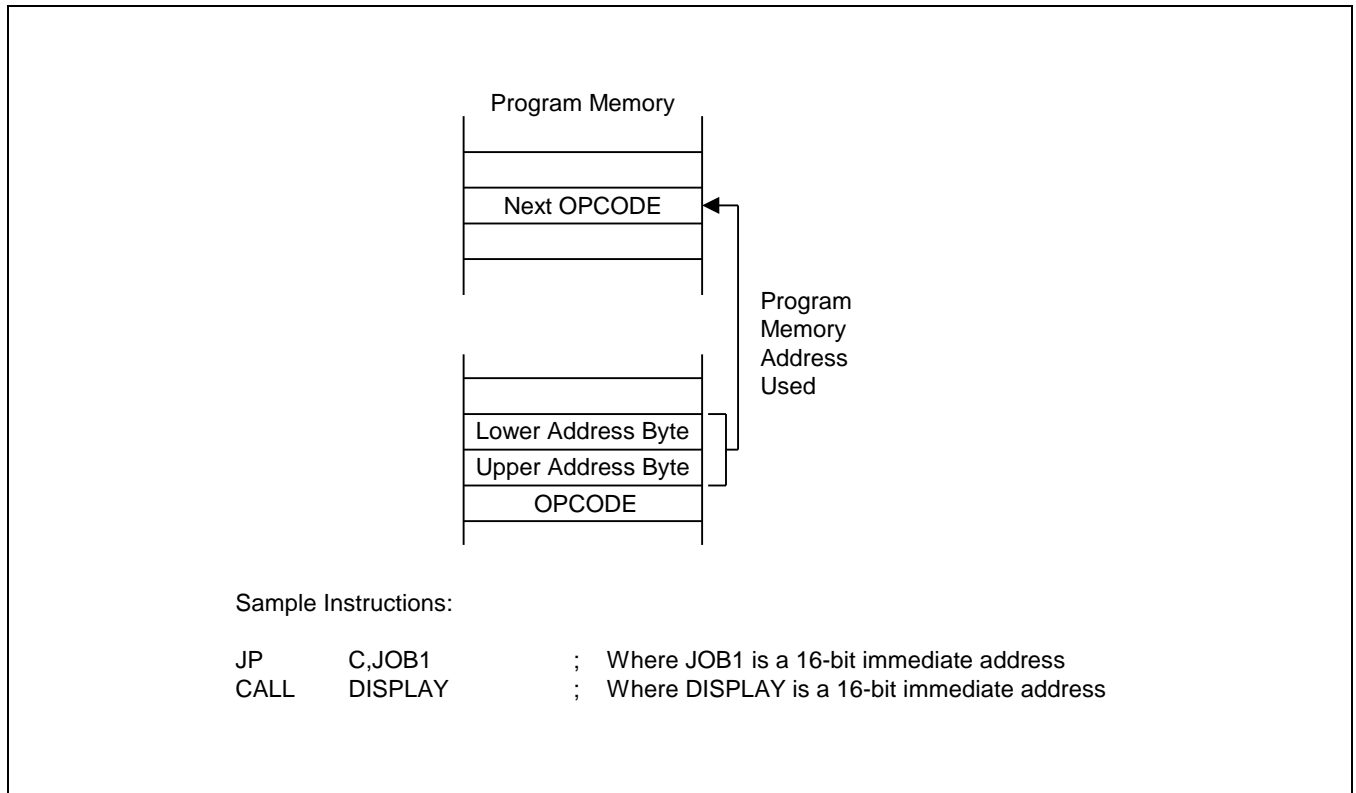 Program Memory
Next OPCODE
Program
Memory
Address
Used
Lower Address Byte
Upper Address Byte
OPCODE
Sample Instructions:
JP C,JOB1 ; Where JOB1 is a 16-bit immediate address
CALL DISPLAY ; Where DISPLAY is a 16-bit immediate address